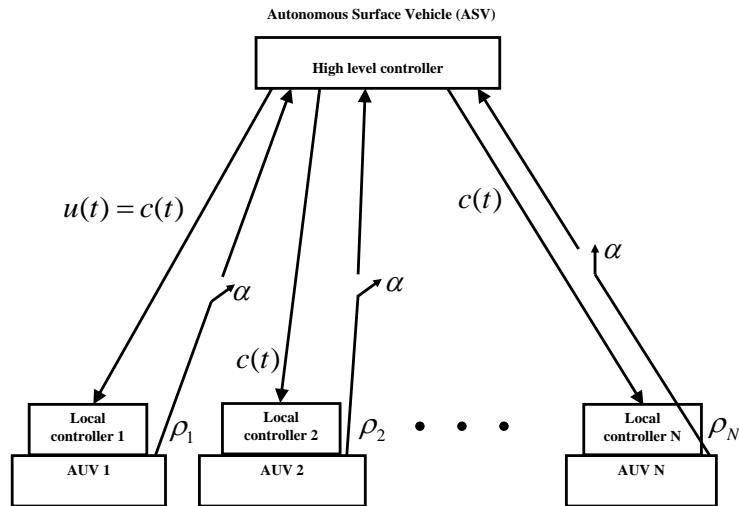 Autonomous Surface Vehicle (ASV)
High level controller
u(t) = c(t)
c(t)
α
α
α
c(t)
Local
controller 1
ρ₁
Local
controller 2
ρ₂
• • •
Local
controller N
ρ_N
AUV 1
AUV 2
AUV N